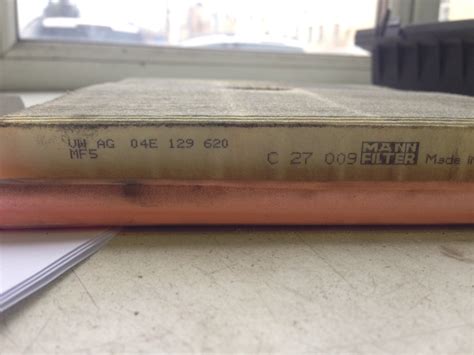 VW AG 04E 129 620
MF5
C 27 009 MANN FILTER Made in